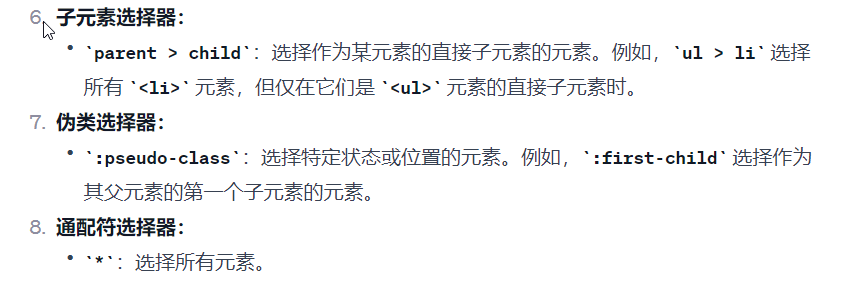 6. 子元素选择器：
• `parent > child`：选择作为某元素的直接子元素的元素。例如，`ul > li` 选择
所有 `<li>` 元素，但仅在它们是 `<ul>` 元素的直接子元素时。
7. 伪类选择器：
• `:pseudo-class`：选择特定状态或位置的元素。例如，`:first-child` 选择作为
其父元素的第一个子元素的元素。
8. 通配符选择器：
• `*`：选择所有元素。